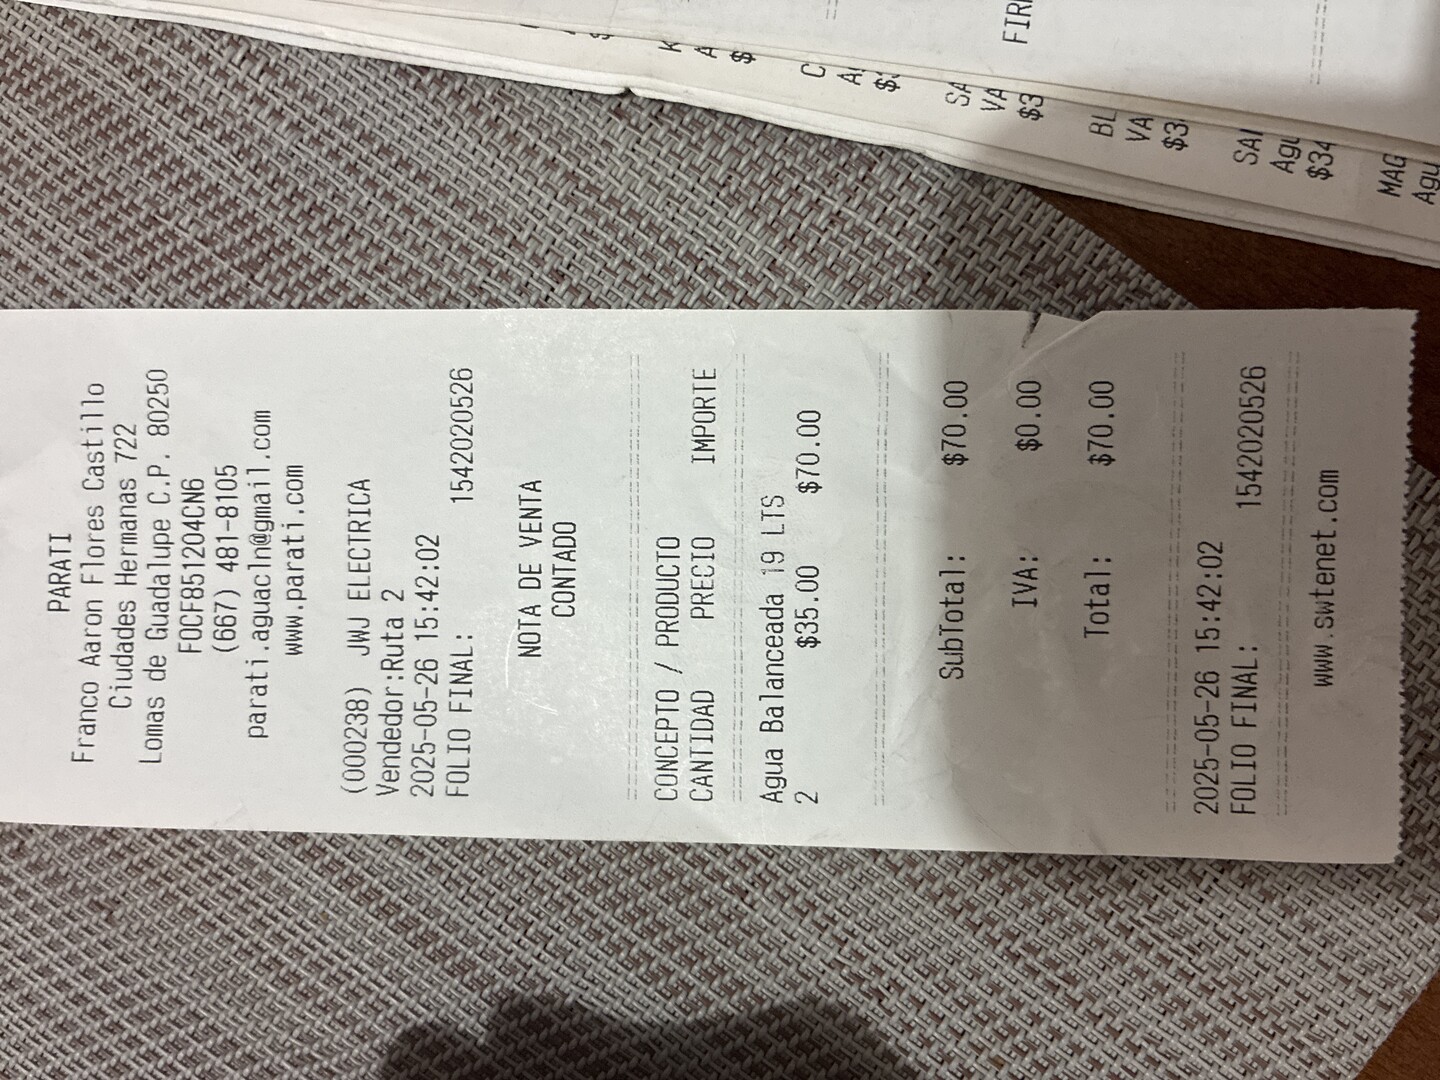 PARATI
Franco Aaron Flores Castillo
Ciudades Hermanas 722
Lomas de Guadalupe C.P. 80250
FOCF851204CN6
(667) 481-8105
parati.aguacln@gmail.com
www.parati.com
(000238) JWJ ELECTRICA
Vendedor:Ruta 2
2025-05-26 15:42:02
FOLIO FINAL: 1542020526
NOTA DE VENTA
CONTADO
CONCEPTO / PRODUCTO
CANTIDAD PRECIO IMPORTE
Agua Balanceada 19 LTS
2 $35.00 $70.00
SubTotal: $70.00
IVA: $0.00
Total: $70.00
2025-05-26 15:42:02
FOLIO FINAL: 1542020526
www.swtenet.com